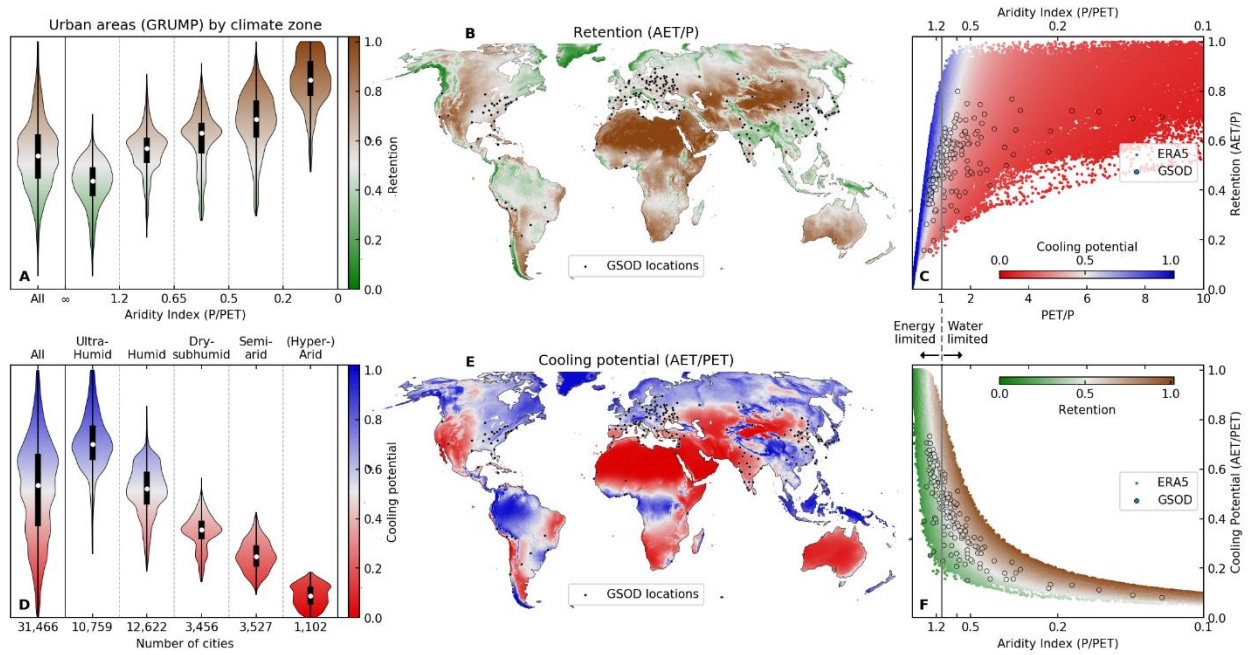 Urban areas (GRUMP) by climate zone
1.0
0.8
0.6
0.4
0.2
0.0
Retention
A
All
∞
1.2
0.65
0.5
0.2
0
Aridity Index (P/PET)
B
Retention (AET/P)
GSOD locations
Aridity Index (P/PET)
1.2 0.5 0.2 0.1
1.0
0.8
0.6
0.4
0.2
0.0
Retention (AET/P)
ERA5
GSOD
Cooling potential
0.0 0.5 1.0
C
1 2 4 6 8 10
PET/P
All
Ultra-
Humid
Humid
Dry-
subhumid
Semi-
arid
(Hyper-)
Arid
1.0
0.8
0.6
0.4
0.2
0.0
Cooling potential
D
31,466 10,759 12,622 3,456 3,527 1,102
Number of cities
E
Cooling potential (AET/PET)
GSOD locations
Energy
limited
Water
limited
0.0 0.5 1.0
Retention
1.0
0.8
0.6
0.4
0.2
0.0
Cooling Potential (AET/PET)
ERA5
GSOD
F
1.2 0.5 0.2 0.1
Aridity Index (P/PET)